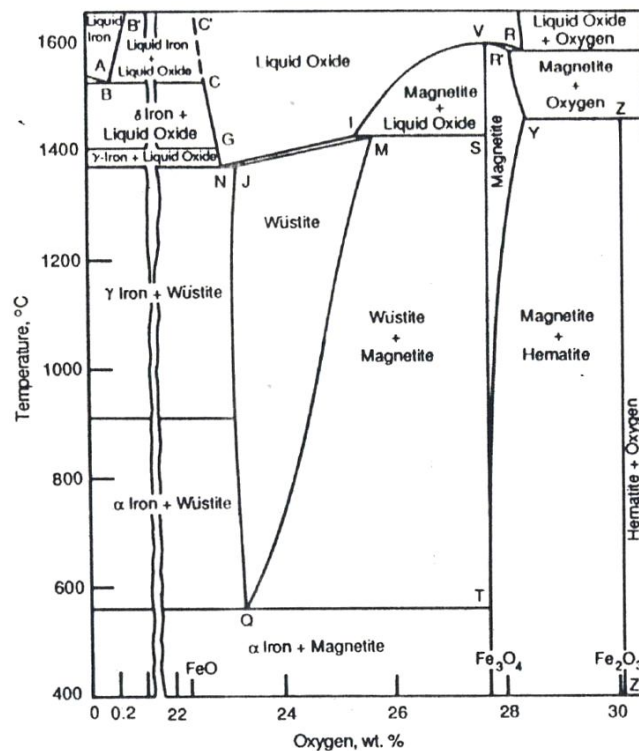 1600
1400
1200
1000
800
600
400
Temperature, °C
Liquid
Iron
B'
A
B
Liquid Iron
+
Liquid Oxide
C'
C
Liquid Oxide
V
R
R'
Liquid Oxide
+ Oxygen
Magnetite
+
Oxygen
Z
δ Iron +
Liquid Oxide
G
γ-Iron + Liquid Oxide
N
J
I
M
Magnetite
+
Liquid Oxide
S
Magnetite
Y
Wüstite
γ Iron + Wüstite
Wüstite
+
Magnetite
Magnetite
+
Hematite
Hematite + Oxygen
α Iron + Wüstite
Q
T
α Iron + Magnetite
FeO
Fe3O4
Fe2O3
Z
0
0.2
22
24
26
28
30
Oxygen, wt. %